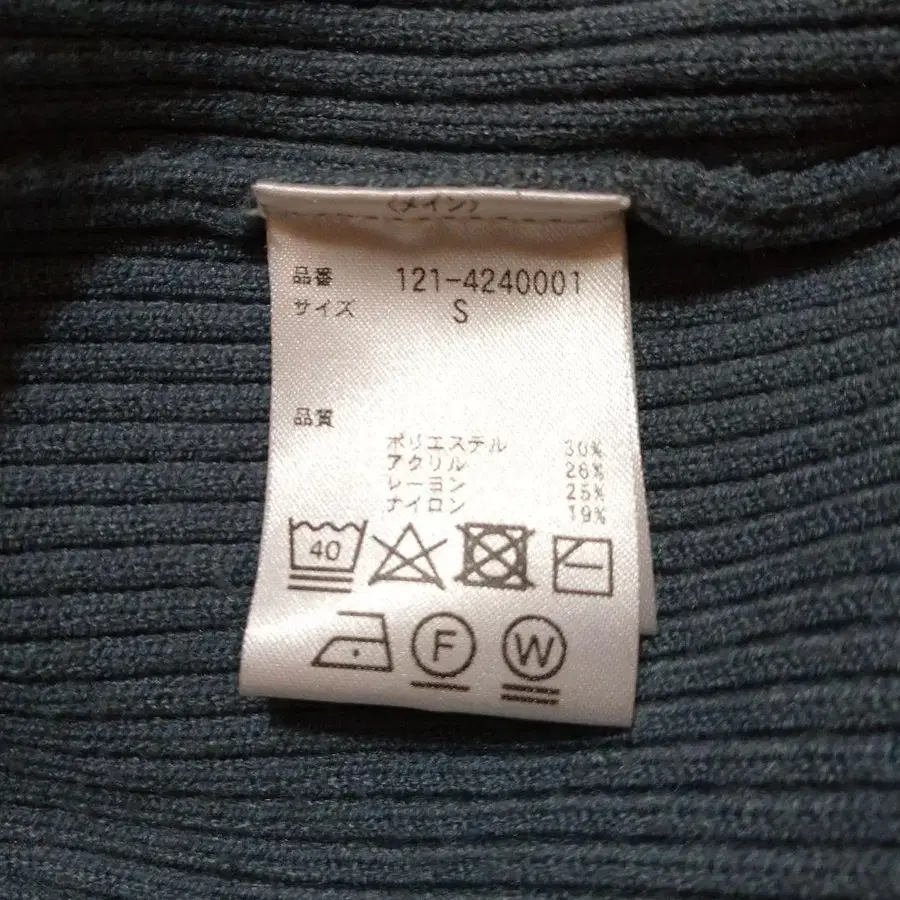 〈メイン〉
品番 121-4240001
サイズ S
品質
ポリエステル 30%
アクリル 26%
レーヨン 25%
ナイロン 19%
40
F W